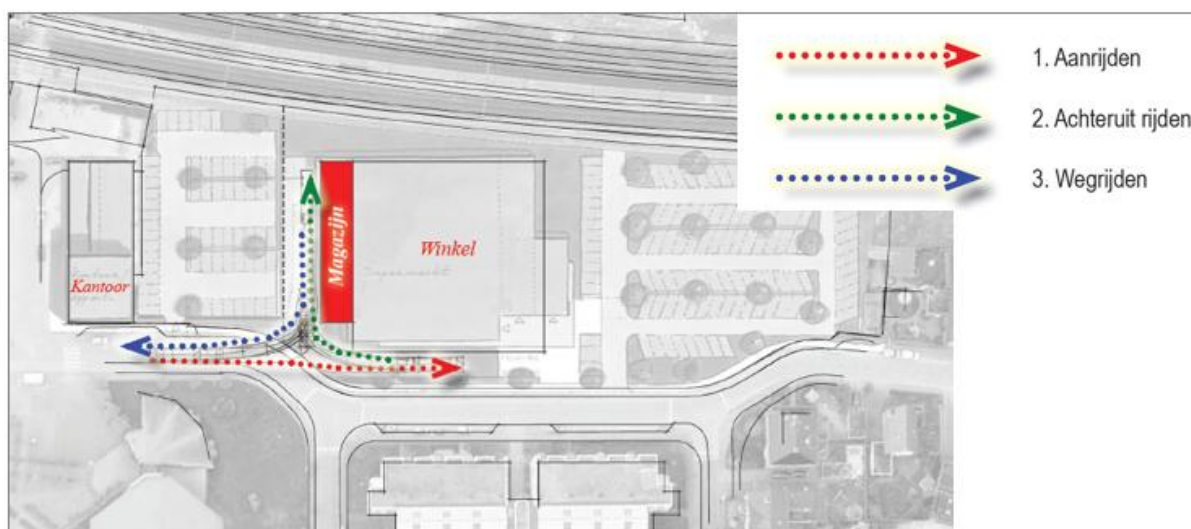 1. Aanrijden
2. Achteruit rijden
3. Wegrijden
Magazijn
Winkel
Kantoor